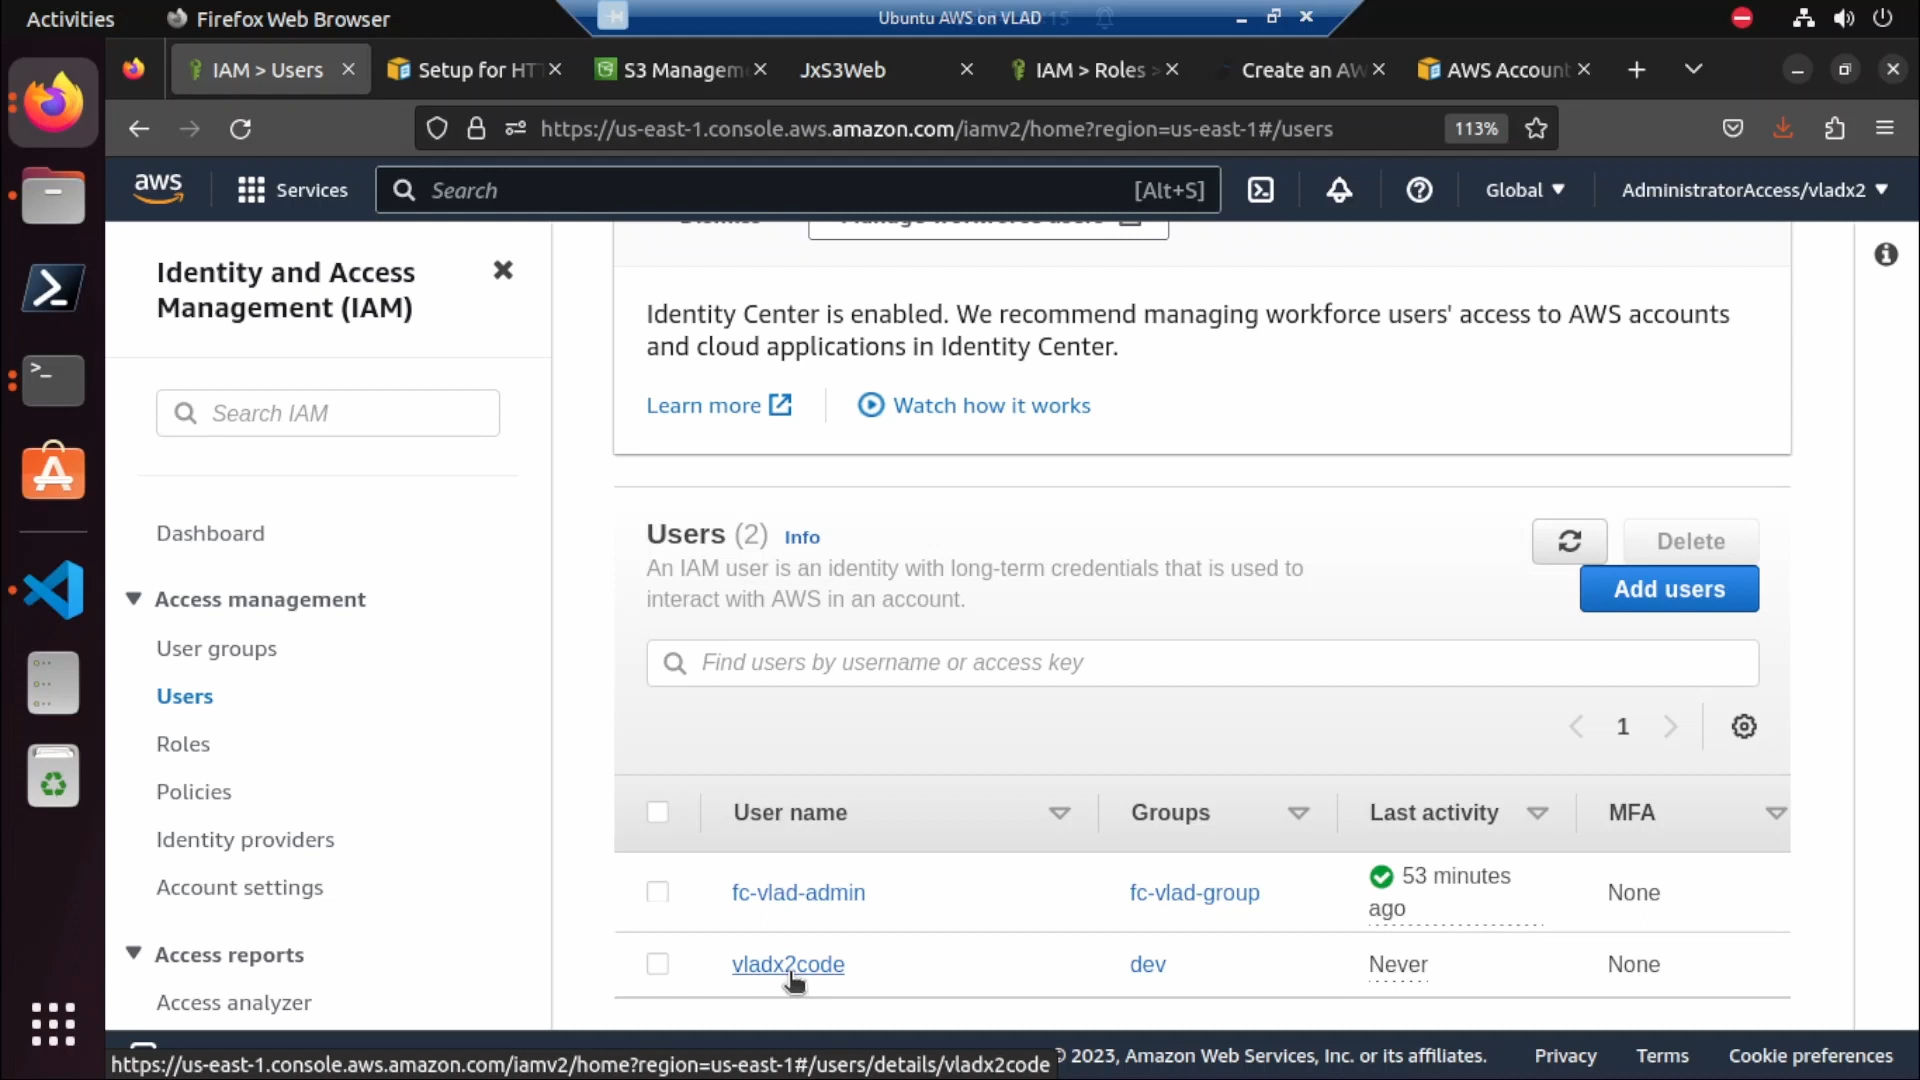 Activities
Firefox Web Browser
Ubuntu AWS on VLAD
IAM > Users
Setup for HT
S3 Managem
JxS3Web
IAM > Roles >
Create an AW
AWS Account
https://us-east-1.console.aws.amazon.com/iamv2/home?region=us-east-1#/users
113%
aws
Services
Search
[Alt+S]
Global
AdministratorAccess/vladx2
Identity and Access
Management (IAM)
Search IAM
Dashboard
Access management
User groups
Users
Roles
Policies
Identity providers
Account settings
Access reports
Access analyzer
Identity Center is enabled. We recommend managing workforce users' access to AWS accounts
and cloud applications in Identity Center.
Learn more
Watch how it works
Users (2) Info
An IAM user is an identity with long-term credentials that is used to
interact with AWS in an account.
Delete
Add users
Find users by username or access key
1
User name Groups Last activity MFA
fc-vlad-admin fc-vlad-group 53 minutes ago None
vladx2code dev Never None
https://us-east-1.console.aws.amazon.com/iamv2/home?region=us-east-1#/users/details/vladx2code
2023, Amazon Web Services, Inc. or its affiliates.
Privacy
Terms
Cookie preferences